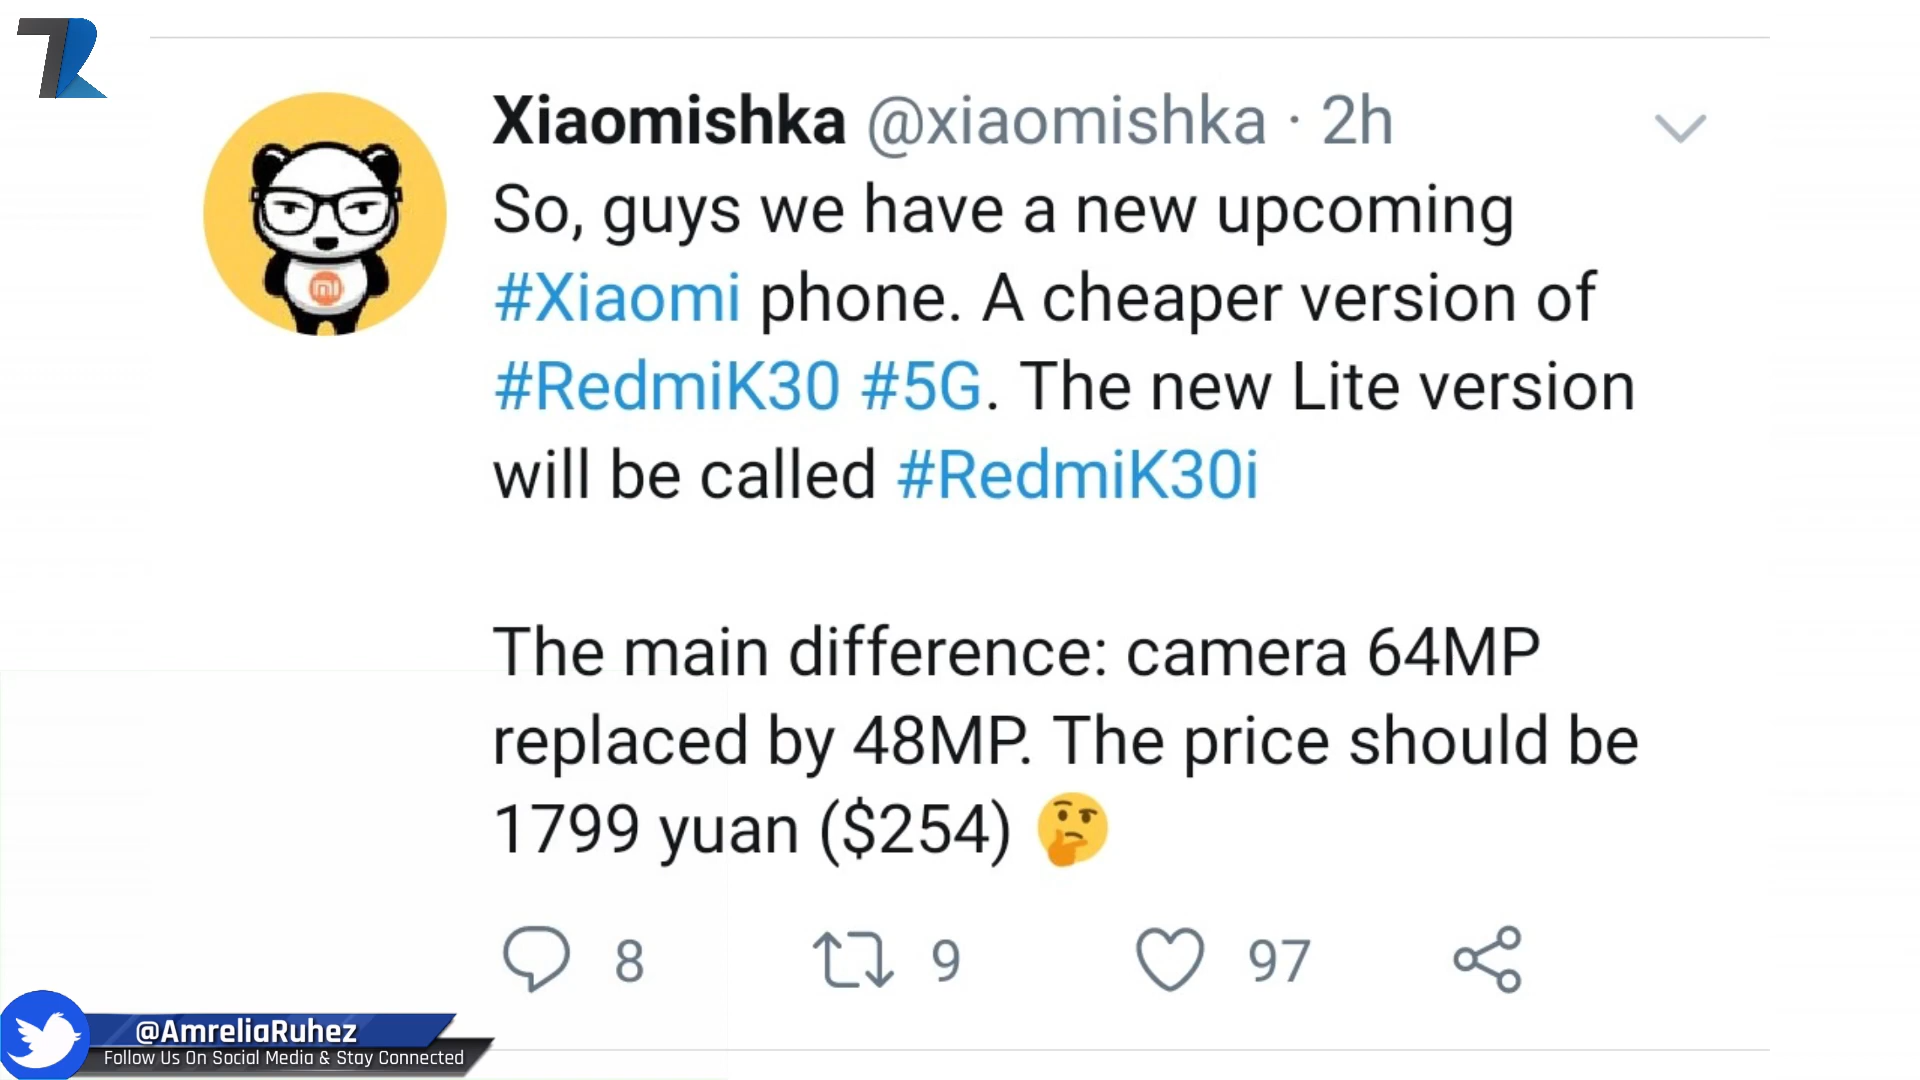 Xiaomishka @xiaomishka · 2h
So, guys we have a new upcoming
#Xiaomi phone. A cheaper version of
#RedmiK30 #5G. The new Lite version
will be called #RedmiK30i
The main difference: camera 64MP
replaced by 48MP. The price should be
1799 yuan ($254) 🤔
8 9 97
@AmreliaRuhez
Follow Us On Social Media & Stay Connected